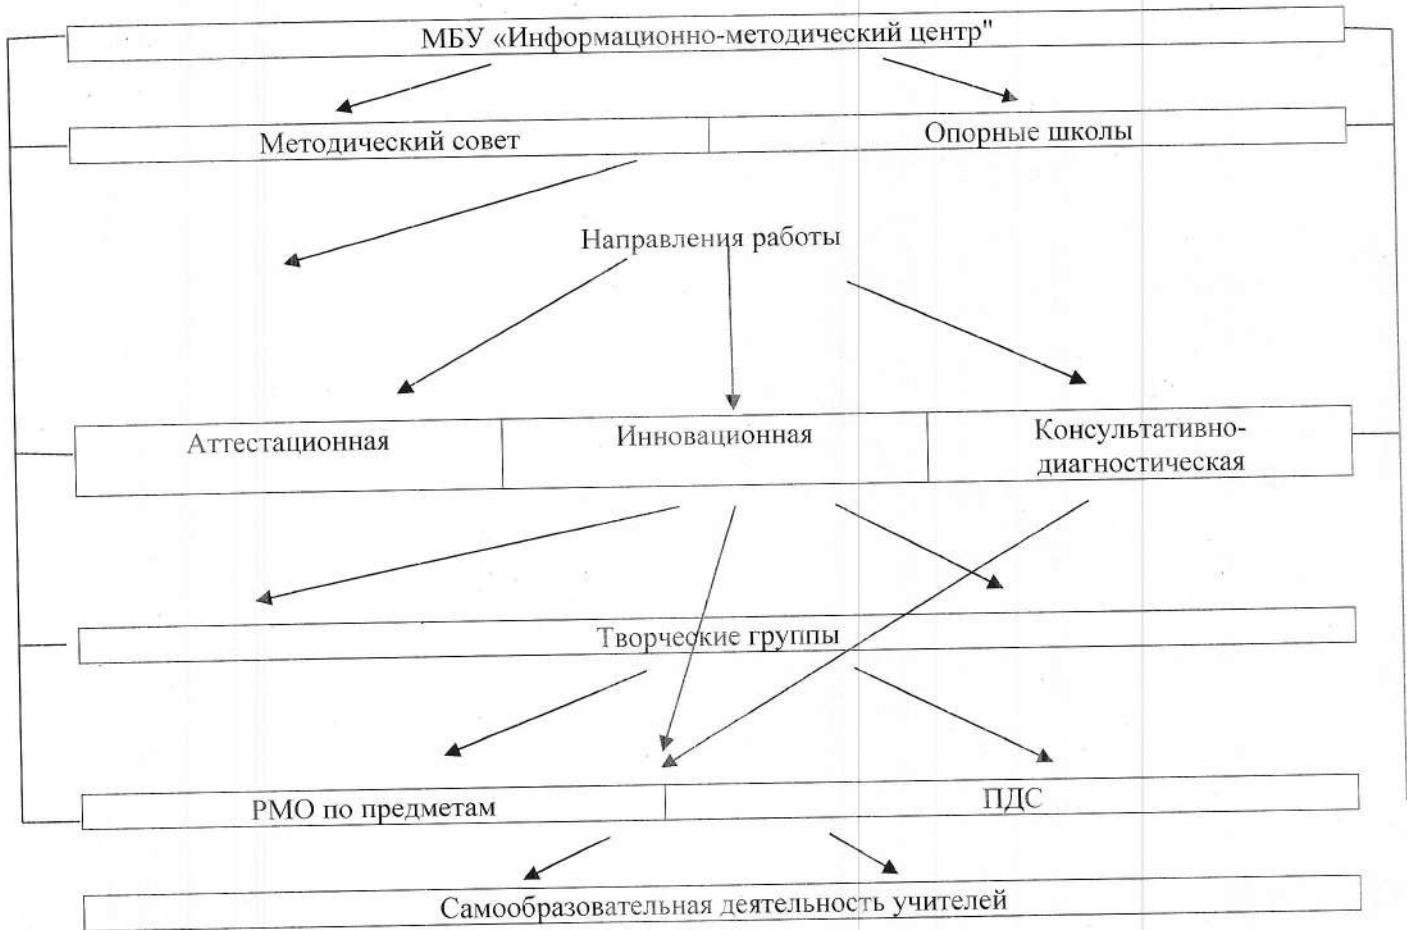 МБУ «Информационно-методический центр"
Методический совет
Опорные школы
Направления работы
Аттестационная
Инновационная
Консультативно-
диагностическая
Творческие группы
РМО по предметам
ПДС
Самообразовательная деятельность учителей